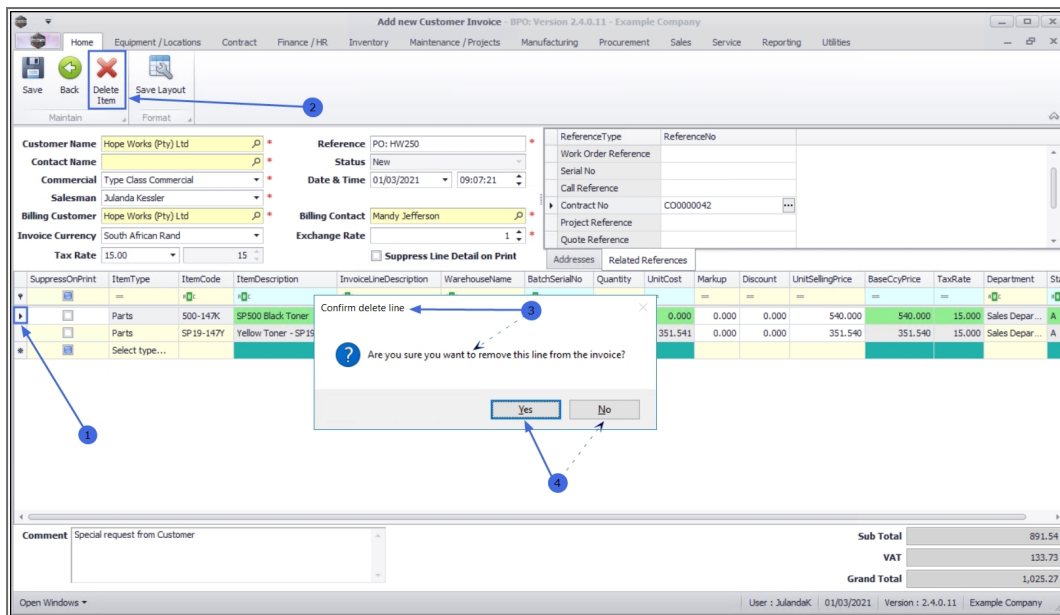 Add new Customer Invoice - BPO: Version 2.4.0.11 - Example Company
Home Equipment / Locations Contract Finance / HR Inventory Maintenance / Projects Manufacturing Procurement Sales Service Reporting Utilities
Save Back Delete Item Save Layout
Maintain Format
2
Customer Name Hope Works (Pty) Ltd * Reference PO: HW250 *
Contact Name * Status New
Commercial Type Class Commercial * Date & Time 01/03/2021 09:07:21
Salesman Julanda Kessler *
Billing Customer Hope Works (Pty) Ltd * Billing Contact Mandy Jefferson *
Invoice Currency South African Rand Exchange Rate 1 *
Tax Rate 15.00 15 Suppress Line Detail on Print
ReferenceType ReferenceNo
Work Order Reference
Serial No
Call Reference
Contract No CO0000042 ...
Project Reference
Quote Reference
Addresses Related References
SuppressOnPrint ItemType ItemCode ItemDescription InvoiceLineDescription WarehouseName BatchSerialNo Quantity UnitCost Markup Discount UnitSellingPrice BaseCcyPrice TaxRate Department Sta
Parts 500-147K SP500 Black Toner 0.000 0.000 0.000 540.000 540.000 15.000 Sales Depar... A
Parts SP19-147Y Yellow Toner - SP19 351.541 0.000 0.000 351.540 351.540 15.000 Sales Depar... A
Select type...
Confirm delete line
3
Are you sure you want to remove this line from the invoice?
Yes No
1
4
Comment Special request from Customer
Sub Total 891.54
VAT 133.73
Grand Total 1,025.27
Open Windows User : JulandaK 01/03/2021 Version : 2.4.0.11 Example Company